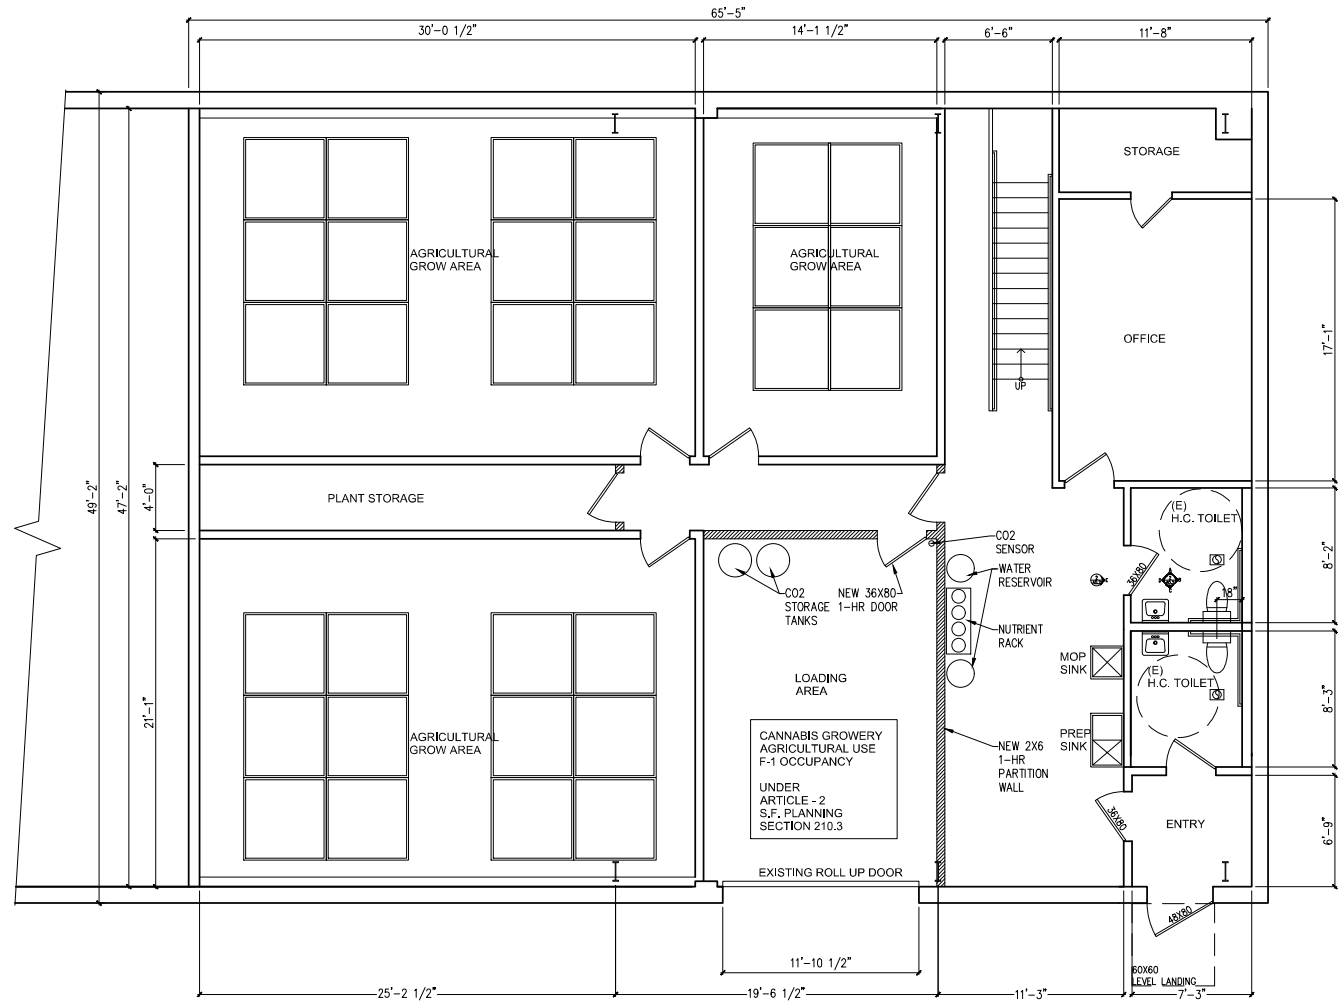 65'-5"
30'-0 1/2"
14'-1 1/2"
6'-6"
11'-8"
STORAGE
AGRICULTURAL
GROW AREA
AGRICULTURAL
GROW AREA
OFFICE
17'-1"
UP
49'-2"
47'-2"
4'-0"
PLANT STORAGE
(E)
H.C. TOILET
8'-2"
CO2
SENSOR
WATER
RESERVOIR
36X80
18"
CO2
STORAGE
TANKS
NEW 36X80
1-HR DOOR
NUTRIENT
RACK
MOP
SINK
(E)
H.C. TOILET
8'-3"
LOADING
AREA
21'-1"
AGRICULTURAL
GROW AREA
CANNABIS GROWERY
AGRICULTURAL USE
F-1 OCCUPANCY
UNDER
ARTICLE - 2
S.F. PLANNING
SECTION 210.3
PREP
SINK
NEW 2X6
1-HR
PARTITION
WALL
36X80
ENTRY
6'-9"
EXISTING ROLL UP DOOR
48X80
11'-10 1/2"
60X60
LEVEL LANDING
25'-2 1/2"
19'-6 1/2"
11'-3"
7'-3"